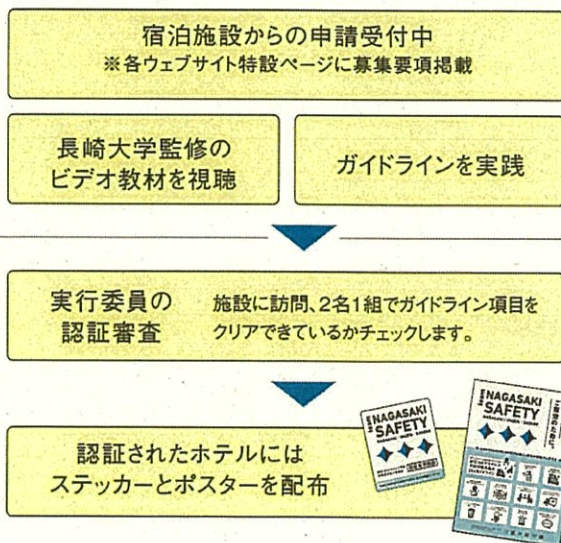 宿泊施設からの申請受付中
※各ウェブサイト特設ページに募集要項掲載
長崎大学監修の
ビデオ教材を視聴
ガイドラインを実践
実行委員の
認証審査
施設に訪問、2名1組でガイドライン項目を
クリアできているかチェックします。
認証されたホテルには
ステッカーとポスターを配布
NAGASAKI
SAFETY
NAGASAKI
SAFETY